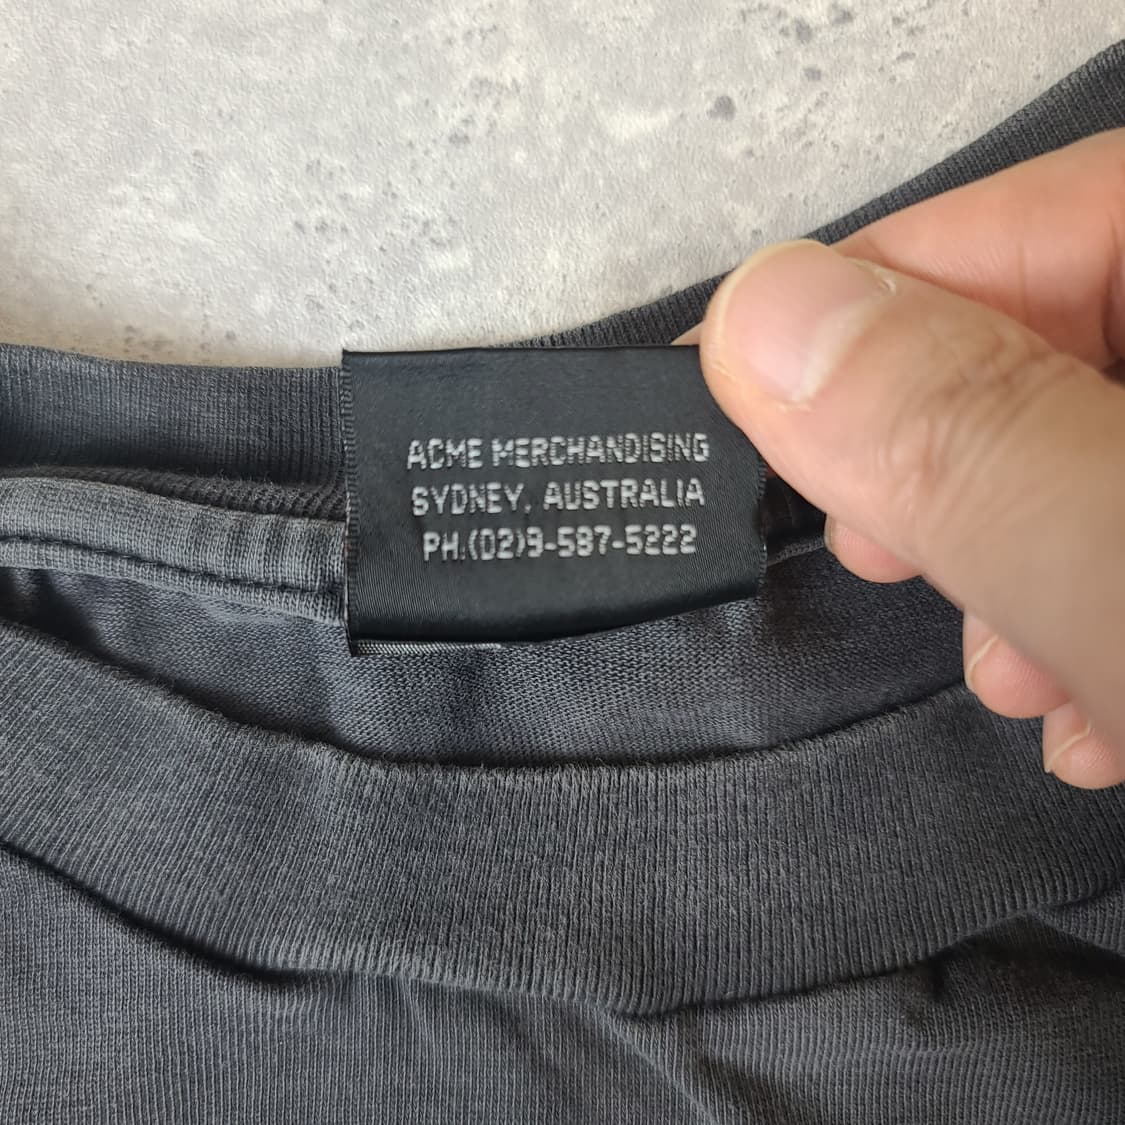 ACME MERCHANDISING
SYDNEY, AUSTRALIA
PH.(02)9-587-5222